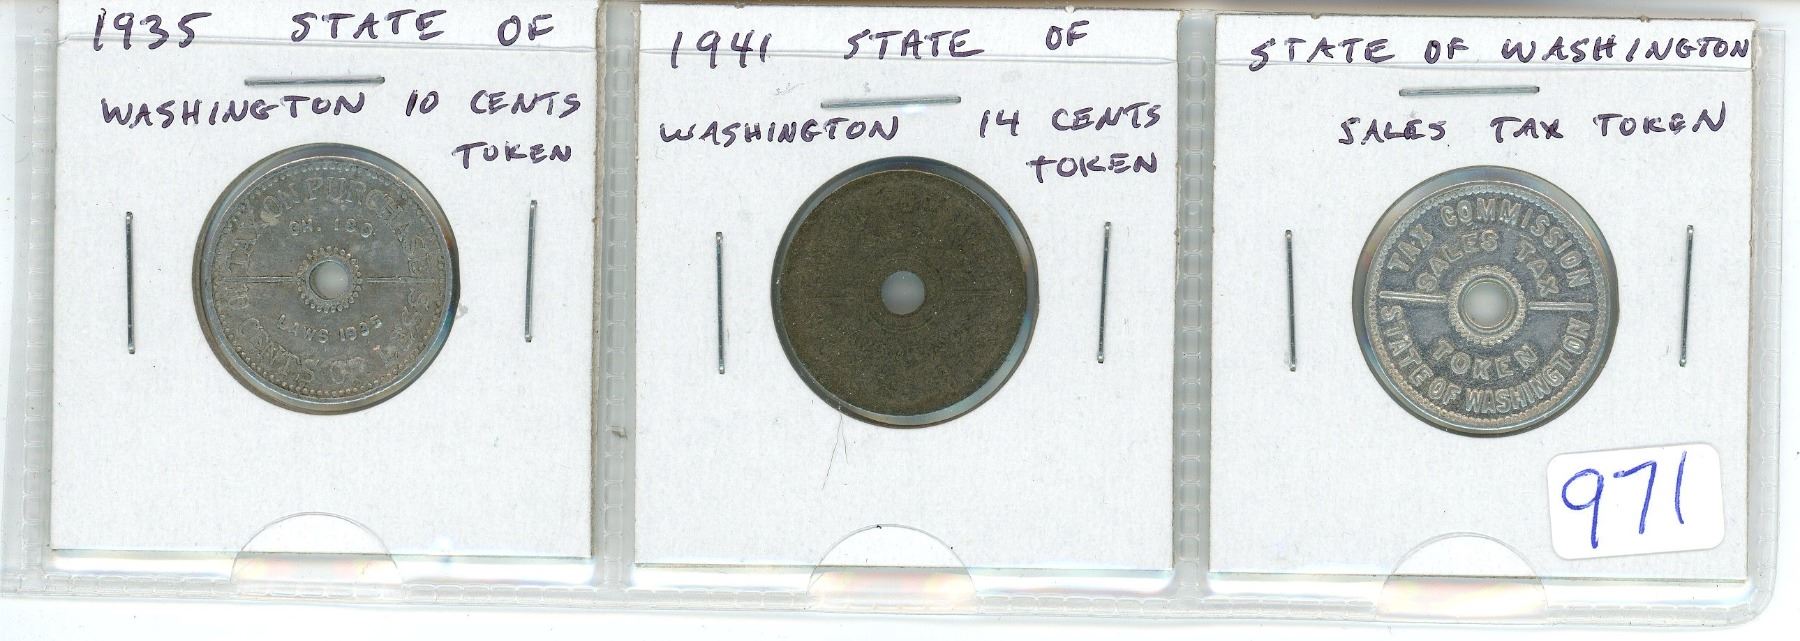 1935 STATE OF
WASHINGTON 10 CENTS
TOKEN
TAX ON PURCHASE
CH. 180
LAWS 1935
CENTS OR LESS
1941 STATE OF
WASHINGTON 14 CENTS
TOKEN
STATE OF WASHINGTON
SALES TAX TOKEN
TAX COMMISSION
SALES TAX
TOKEN
STATE OF WASHINGTON
971